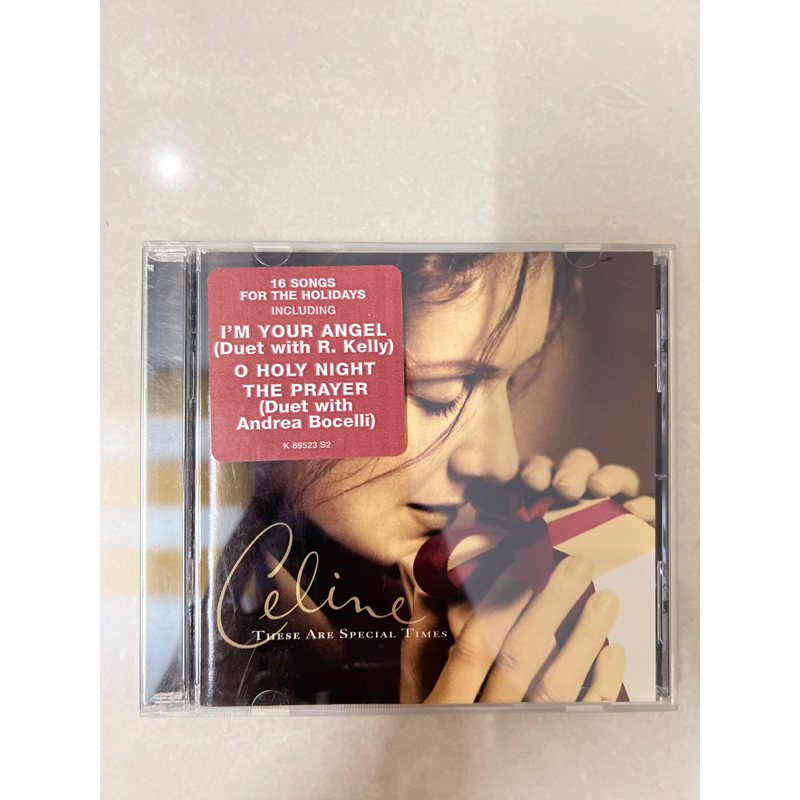 16 SONGS
FOR THE HOLIDAYS
INCLUDING
I'M YOUR ANGEL
(Duet with R. Kelly)
O HOLY NIGHT
THE PRAYER
(Duet with
Andrea Bocelli)
K 69523 S2
Celine
THESE ARE SPECIAL TIMES